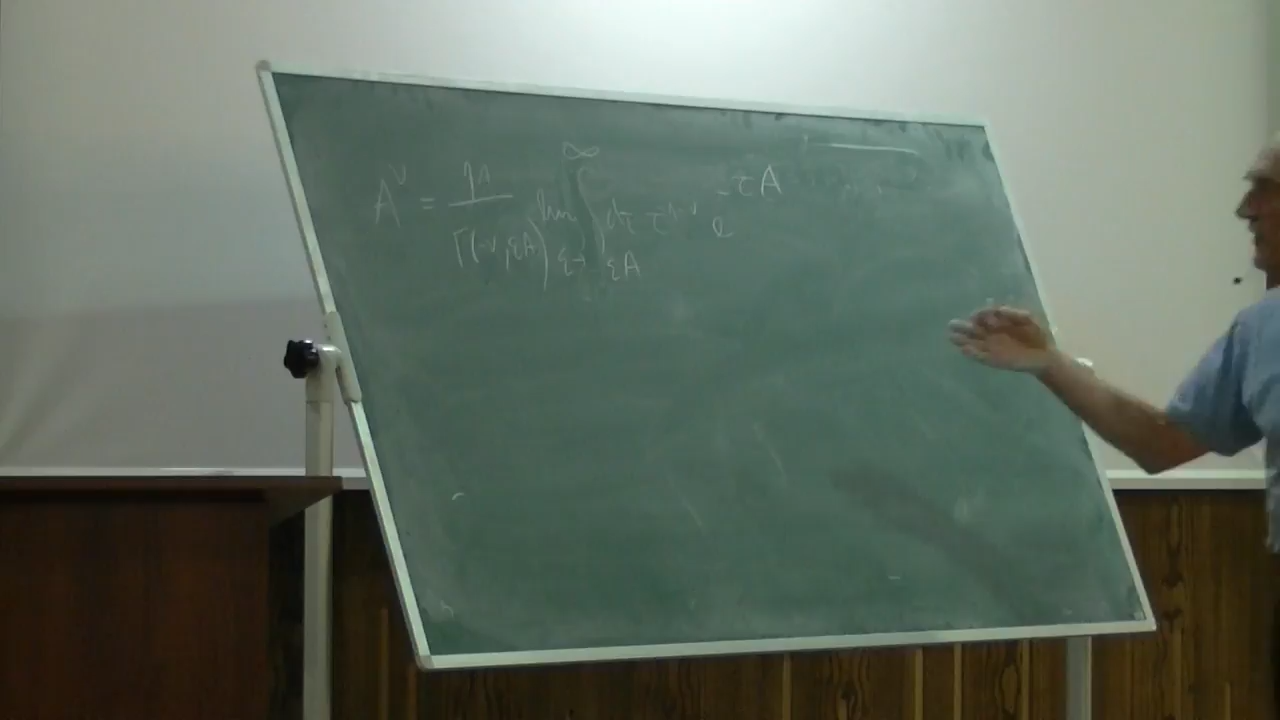 A^ν = 1 / Γ(-ν, εA) lim ε→ ∫ εA ∞ dτ τ^{1-ν} e^{-τA}